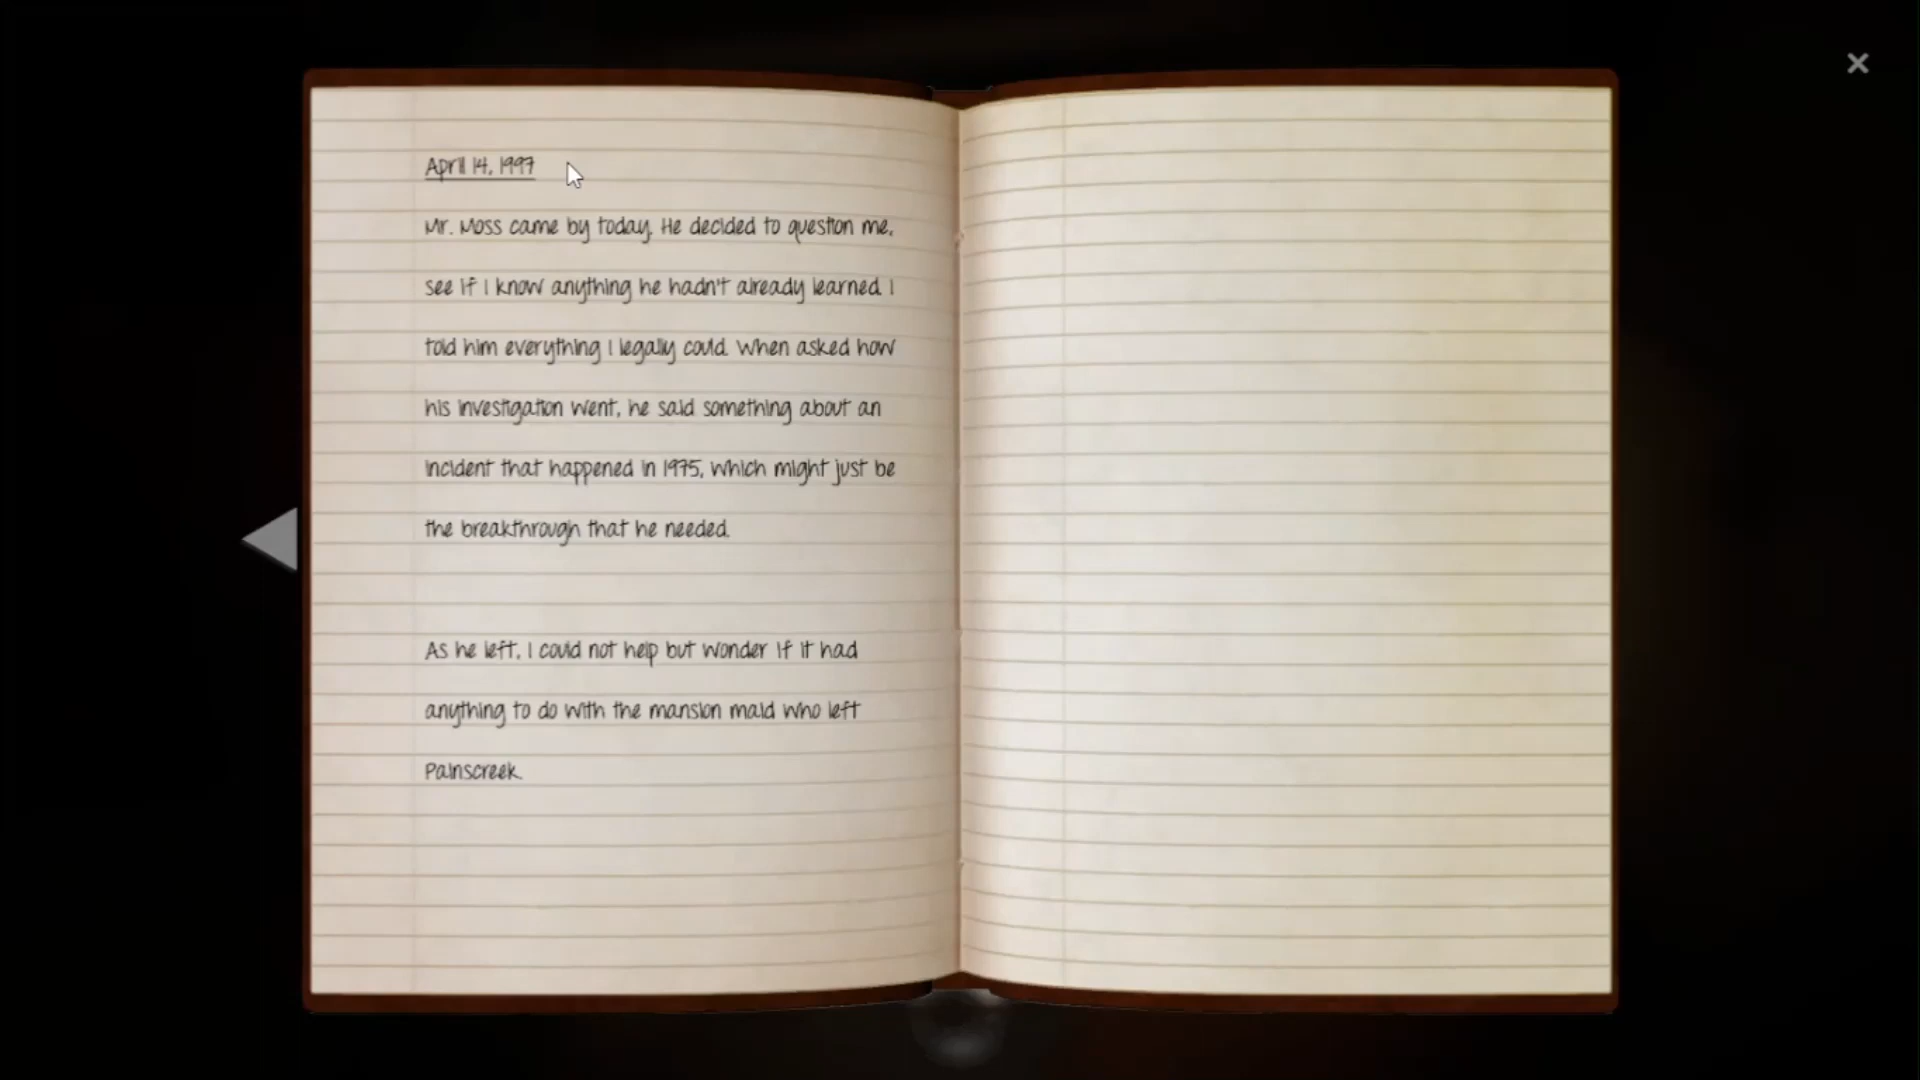 April 14, 1997
Mr. Moss came by today. He decided to question me,
see if I know anything he hadn't already learned. I
told him everything I legally could. When asked how
his investigation went, he said something about an
incident that happened in 1975, which might just be
the breakthrough that he needed.
As he left, I could not help but wonder if it had
anything to do with the mansion maid who left
Painscreek.